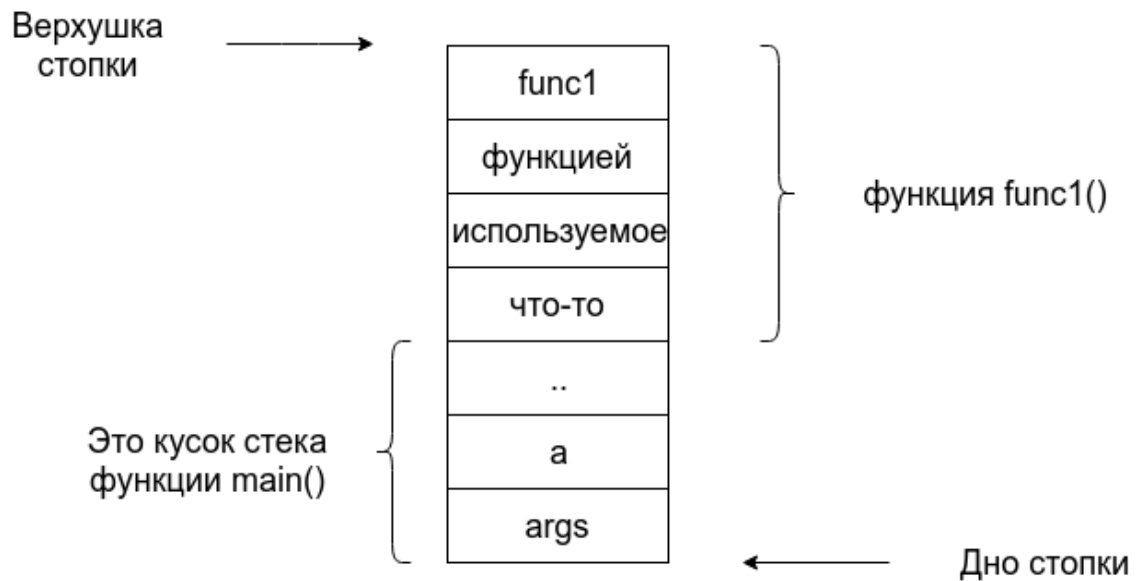 Верхушка
стопки
func1
функцией
используемое
что-то
..
a
args
функция func1()
Это кусок стека
функции main()
Дно стопки